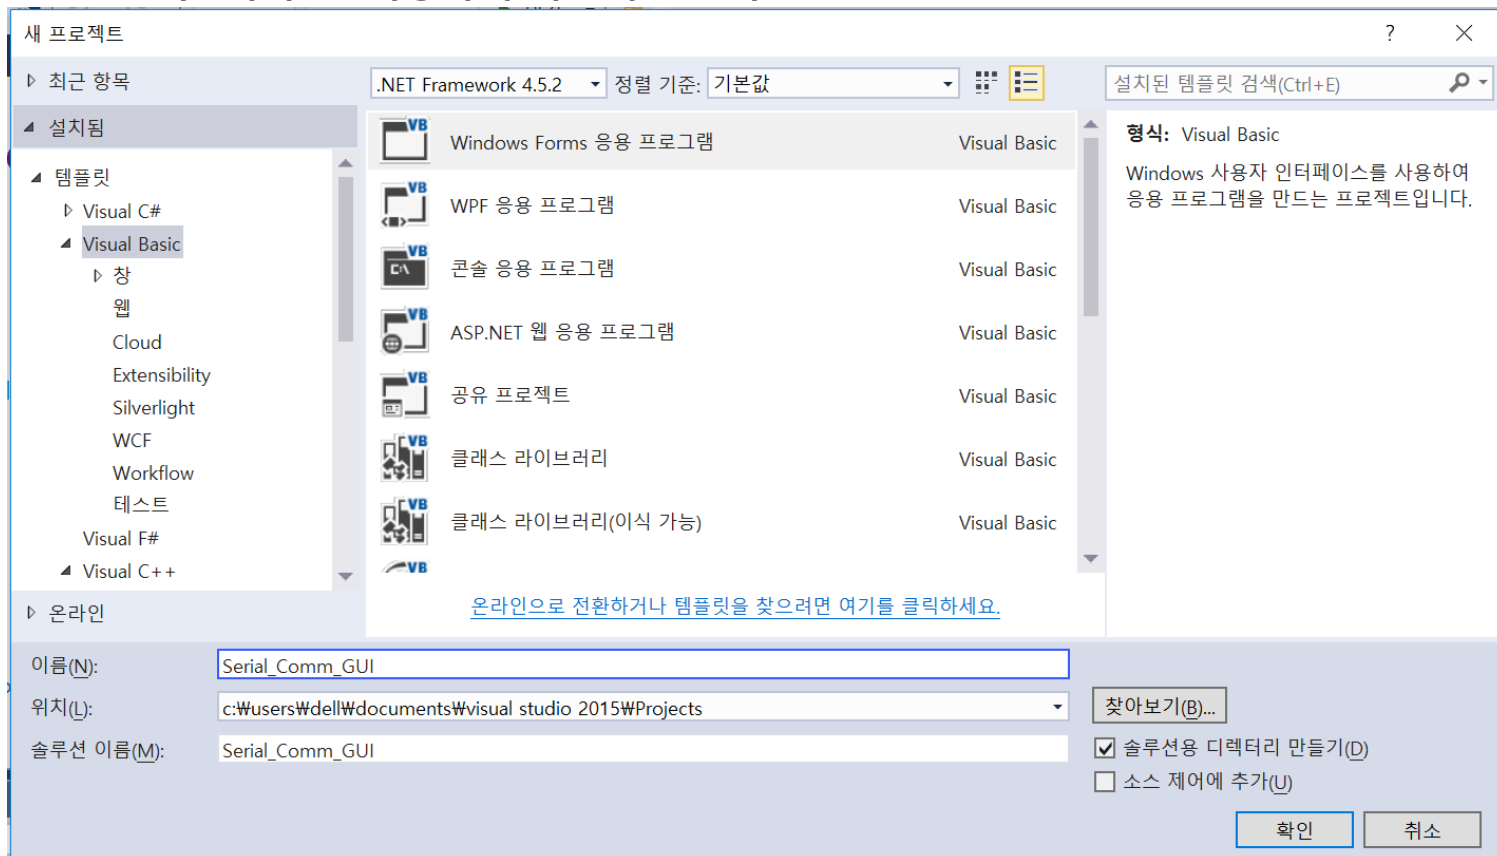 새 프로젝트
?
최근 항목
.NET Framework 4.5.2
정렬 기준:
기본값
설치된 템플릿 검색(Ctrl+E)
설치됨
템플릿
Visual C#
Visual Basic
창
웹
Cloud
Extensibility
Silverlight
WCF
Workflow
테스트
Visual F#
Visual C++
온라인
VB
Windows Forms 응용 프로그램
Visual Basic
VB
WPF 응용 프로그램
Visual Basic
VB
C:\
콘솔 응용 프로그램
Visual Basic
VB
ASP.NET 웹 응용 프로그램
Visual Basic
VB
공유 프로젝트
Visual Basic
VB
클래스 라이브러리
Visual Basic
VB
클래스 라이브러리(이식 가능)
Visual Basic
VB
온라인으로 전환하거나 템플릿을 찾으려면 여기를 클릭하세요.
형식: Visual Basic
Windows 사용자 인터페이스를 사용하여
응용 프로그램을 만드는 프로젝트입니다.
이름(N):
Serial_Comm_GUI
위치(L):
c:₩users₩dell₩documents₩visual studio 2015₩Projects
찾아보기(B)...
솔루션 이름(M):
Serial_Comm_GUI
솔루션용 디렉터리 만들기(D)
소스 제어에 추가(U)
확인
취소